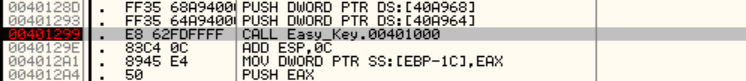 0040128D . FF35 68A9400( PUSH DWORD PTR DS:[40A968]
00401293 . FF35 64A9400( PUSH DWORD PTR DS:[40A964]
00401299 . E8 62FDFFFF CALL Easy_Key.00401000
0040129E . 83C4 0C ADD ESP,0C
004012A1 . 8945 E4 MOV DWORD PTR SS:[EBP-1C],EAX
004012A4 . 50 PUSH EAX